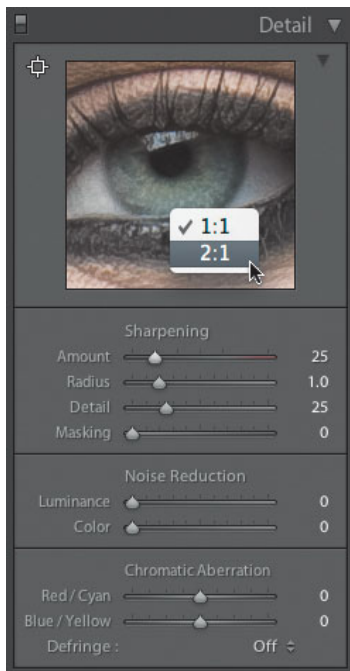 Detail
1:1
2:1
Sharpening
Amount 25
Radius 1.0
Detail 25
Masking 0
Noise Reduction
Luminance 0
Color 0
Chromatic Aberration
Red / Cyan 0
Blue / Yellow 0
Defringe : Off